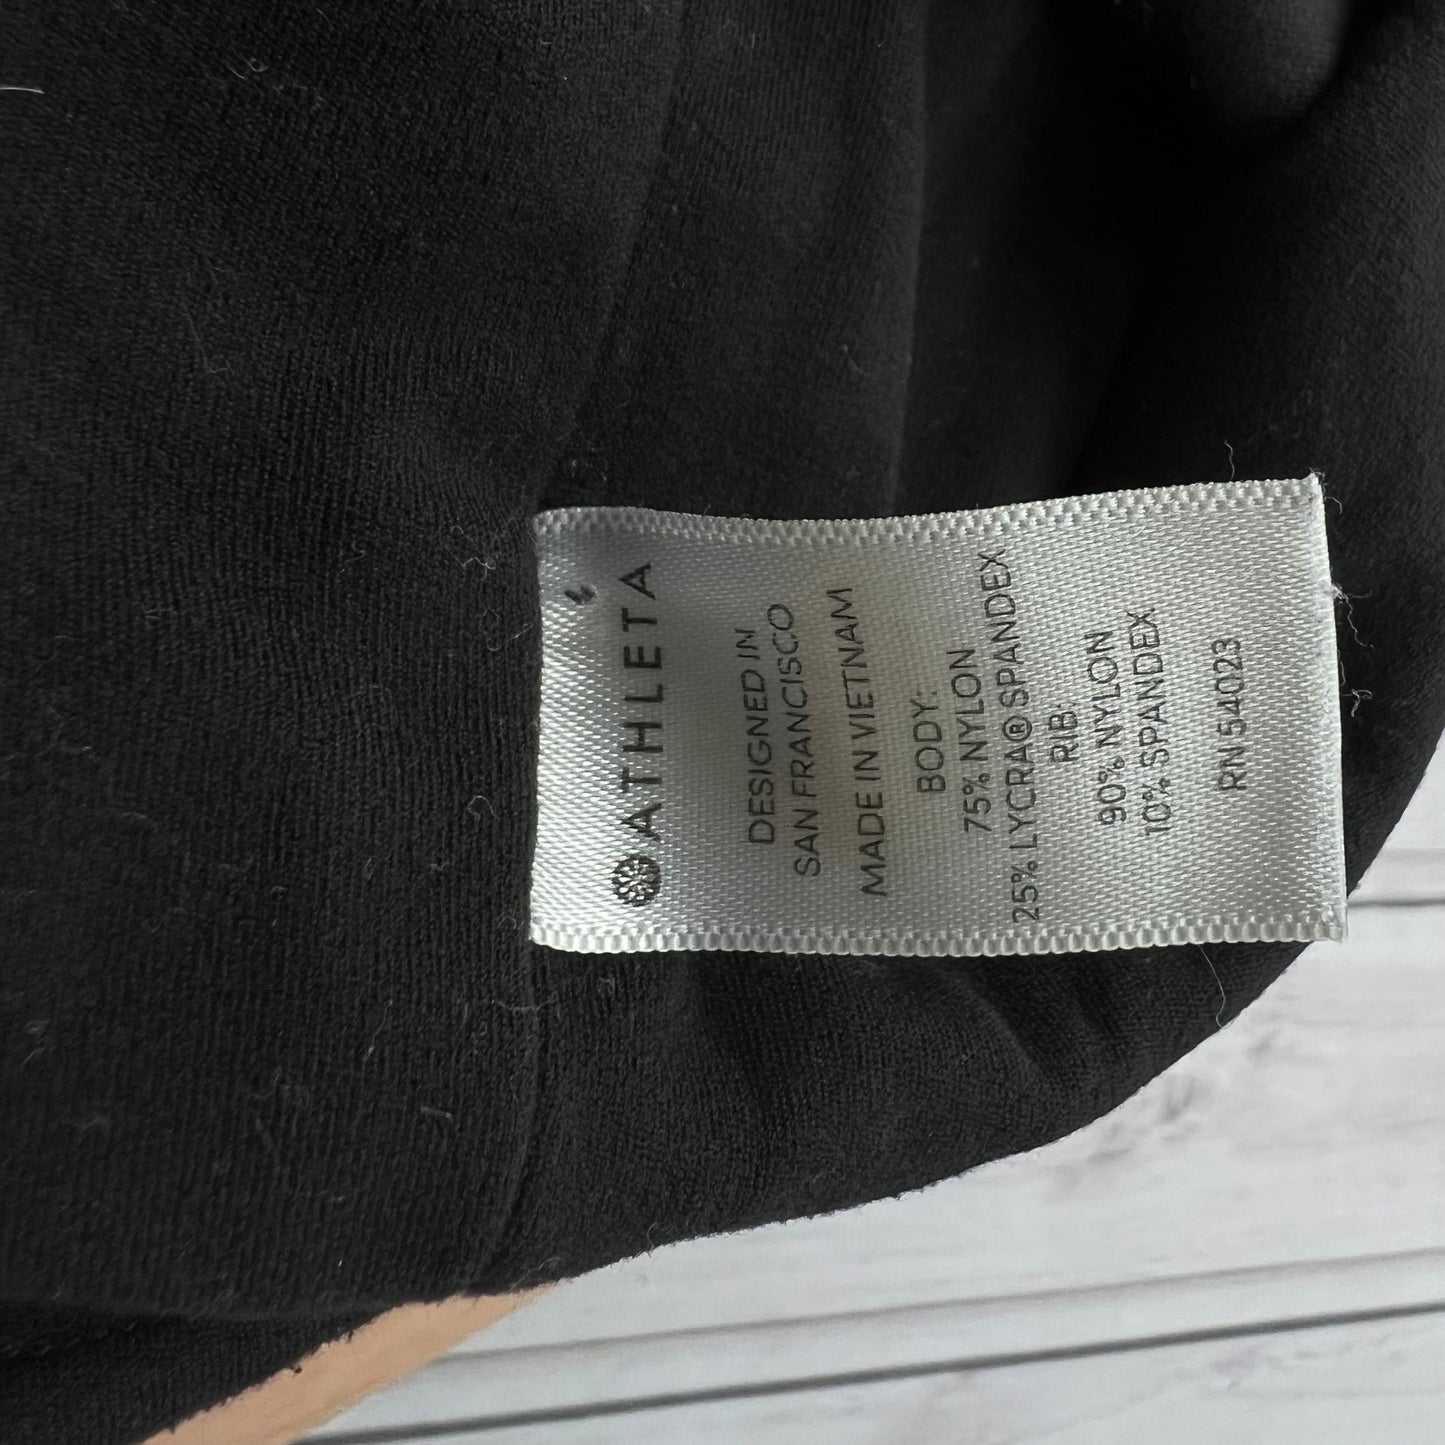 ATHLETA
DESIGNED IN
SAN FRANCISCO
MADE IN VIETNAM
BODY:
75% NYLON
25% LYCRA® SPANDEX
RIB:
90% NYLON
10% SPANDEX
RN 54023